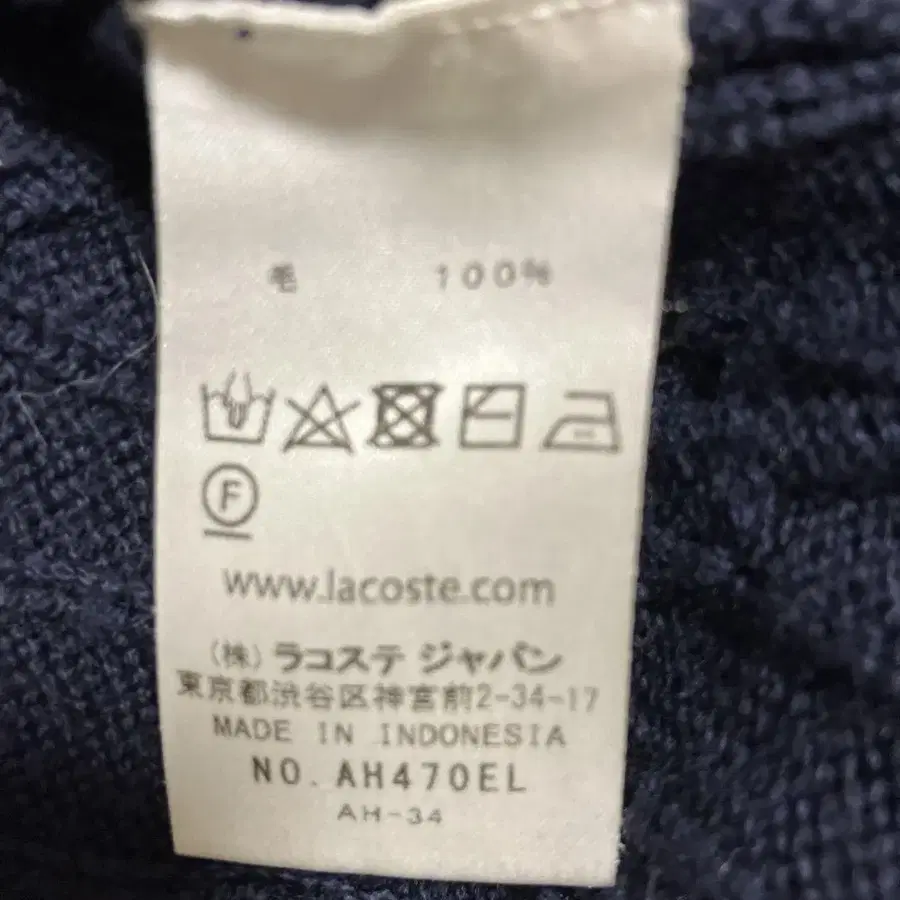 毛 100%
F
www.lacoste.com
(株) ラコステ ジャパン
東京都渋谷区神宮前2-34-17
MADE IN INDONESIA
NO. AH470EL
AH-34